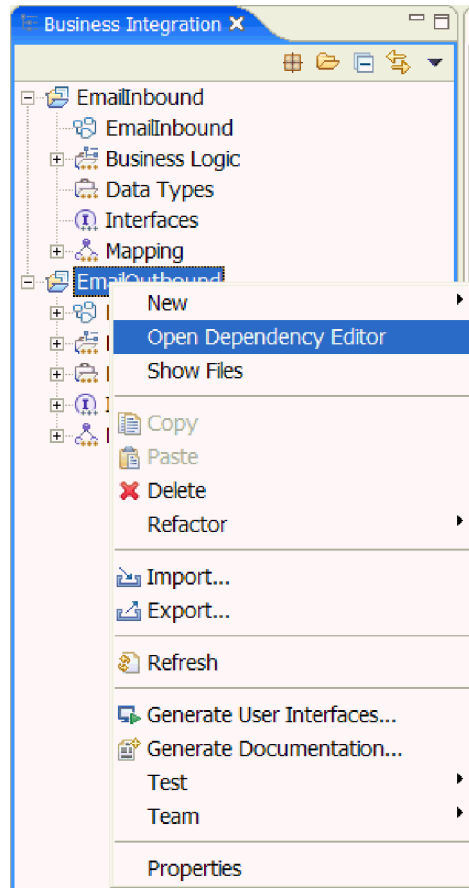 Business Integration
EmailInbound
EmailInbound
Business Logic
Data Types
Interfaces
Mapping
EmailOutbound
New
Open Dependency Editor
Show Files
Copy
Paste
Delete
Refactor
Import...
Export...
Refresh
Generate User Interfaces...
Generate Documentation...
Test
Team
Properties